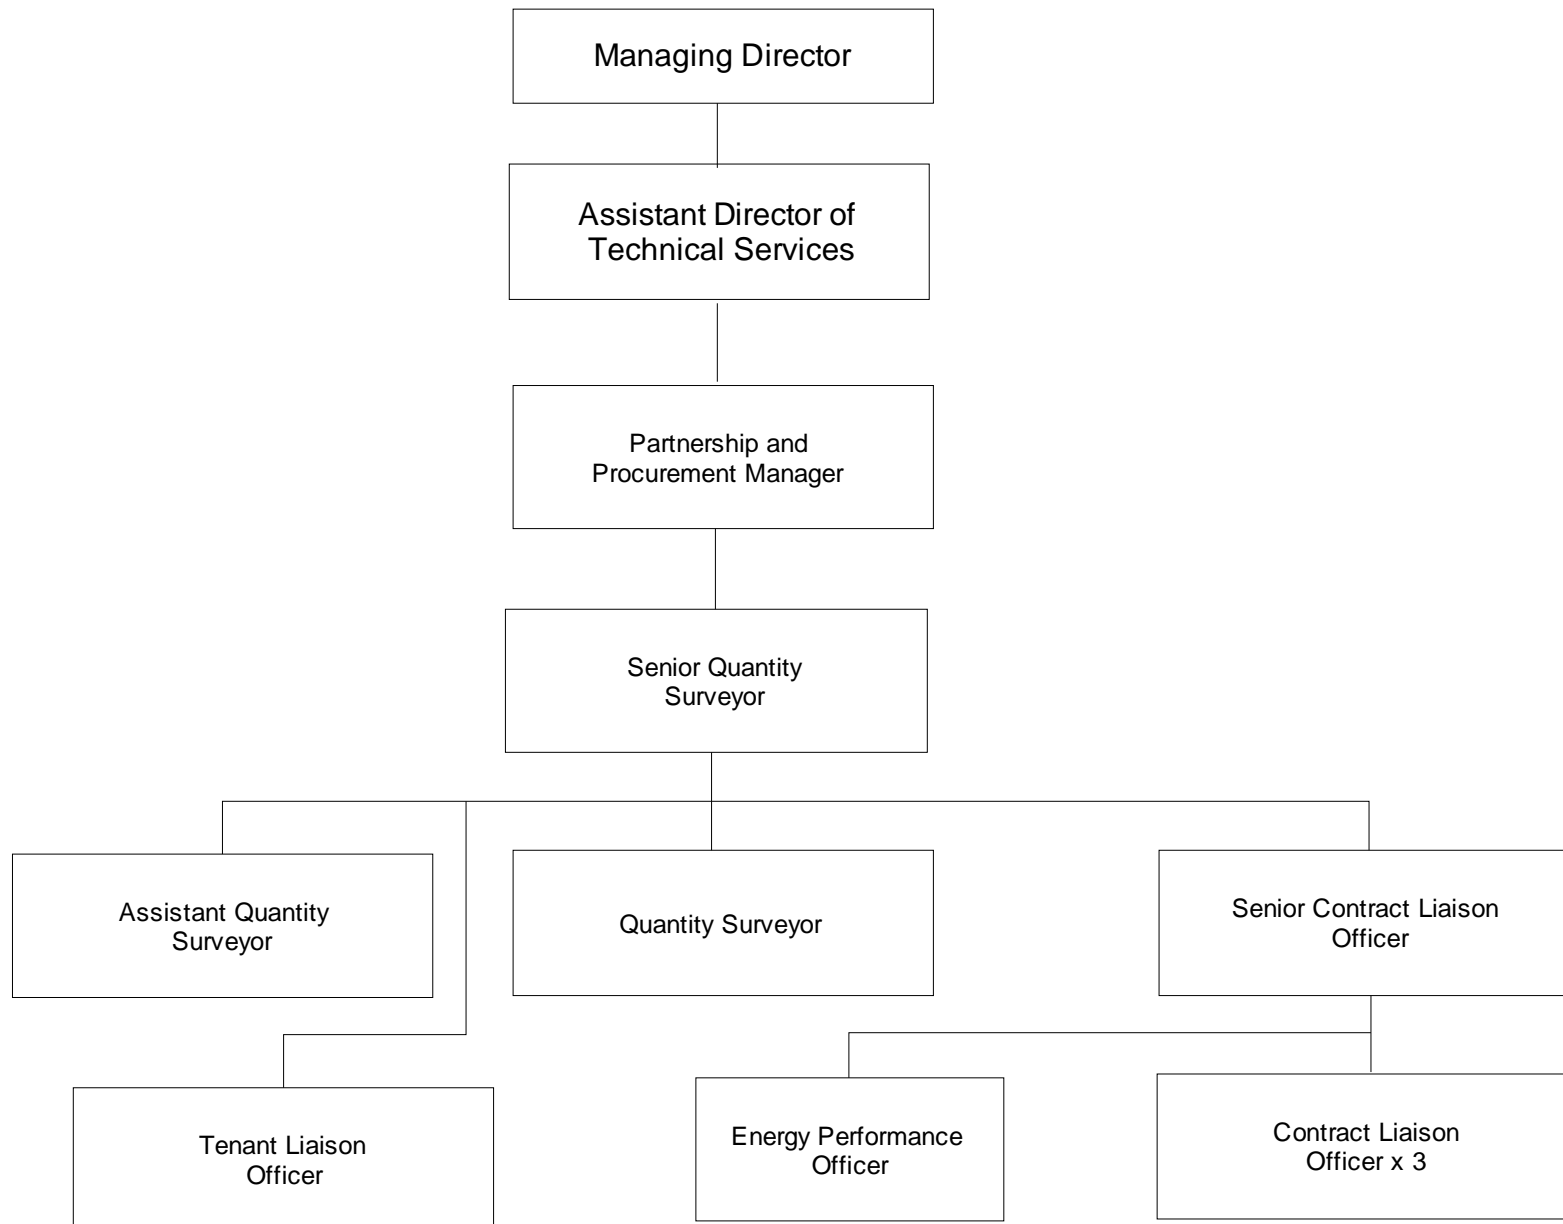 Managing Director
Assistant Director of
Technical Services
Partnership and
Procurement Manager
Senior Quantity
Surveyor
Assistant Quantity
Surveyor
Quantity Surveyor
Senior Contract Liaison
Officer
Tenant Liaison
Officer
Energy Performance
Officer
Contract Liaison
Officer x 3